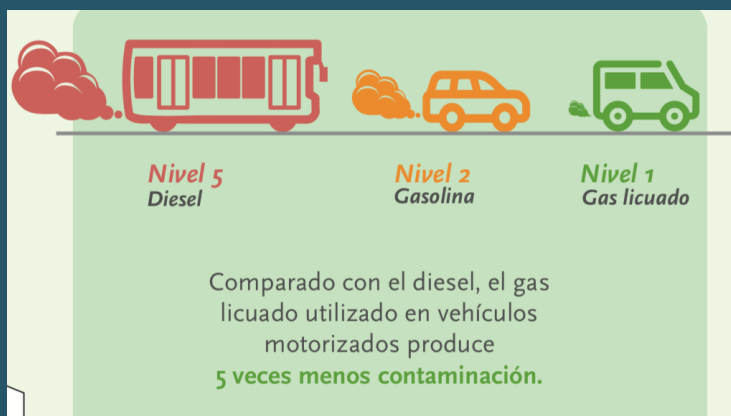 Nivel 5
Diesel
Nivel 2
Gasolina
Nivel 1
Gas licuado
Comparado con el diesel, el gas
licuado utilizado en vehículos
motorizados produce
5 veces menos contaminación.